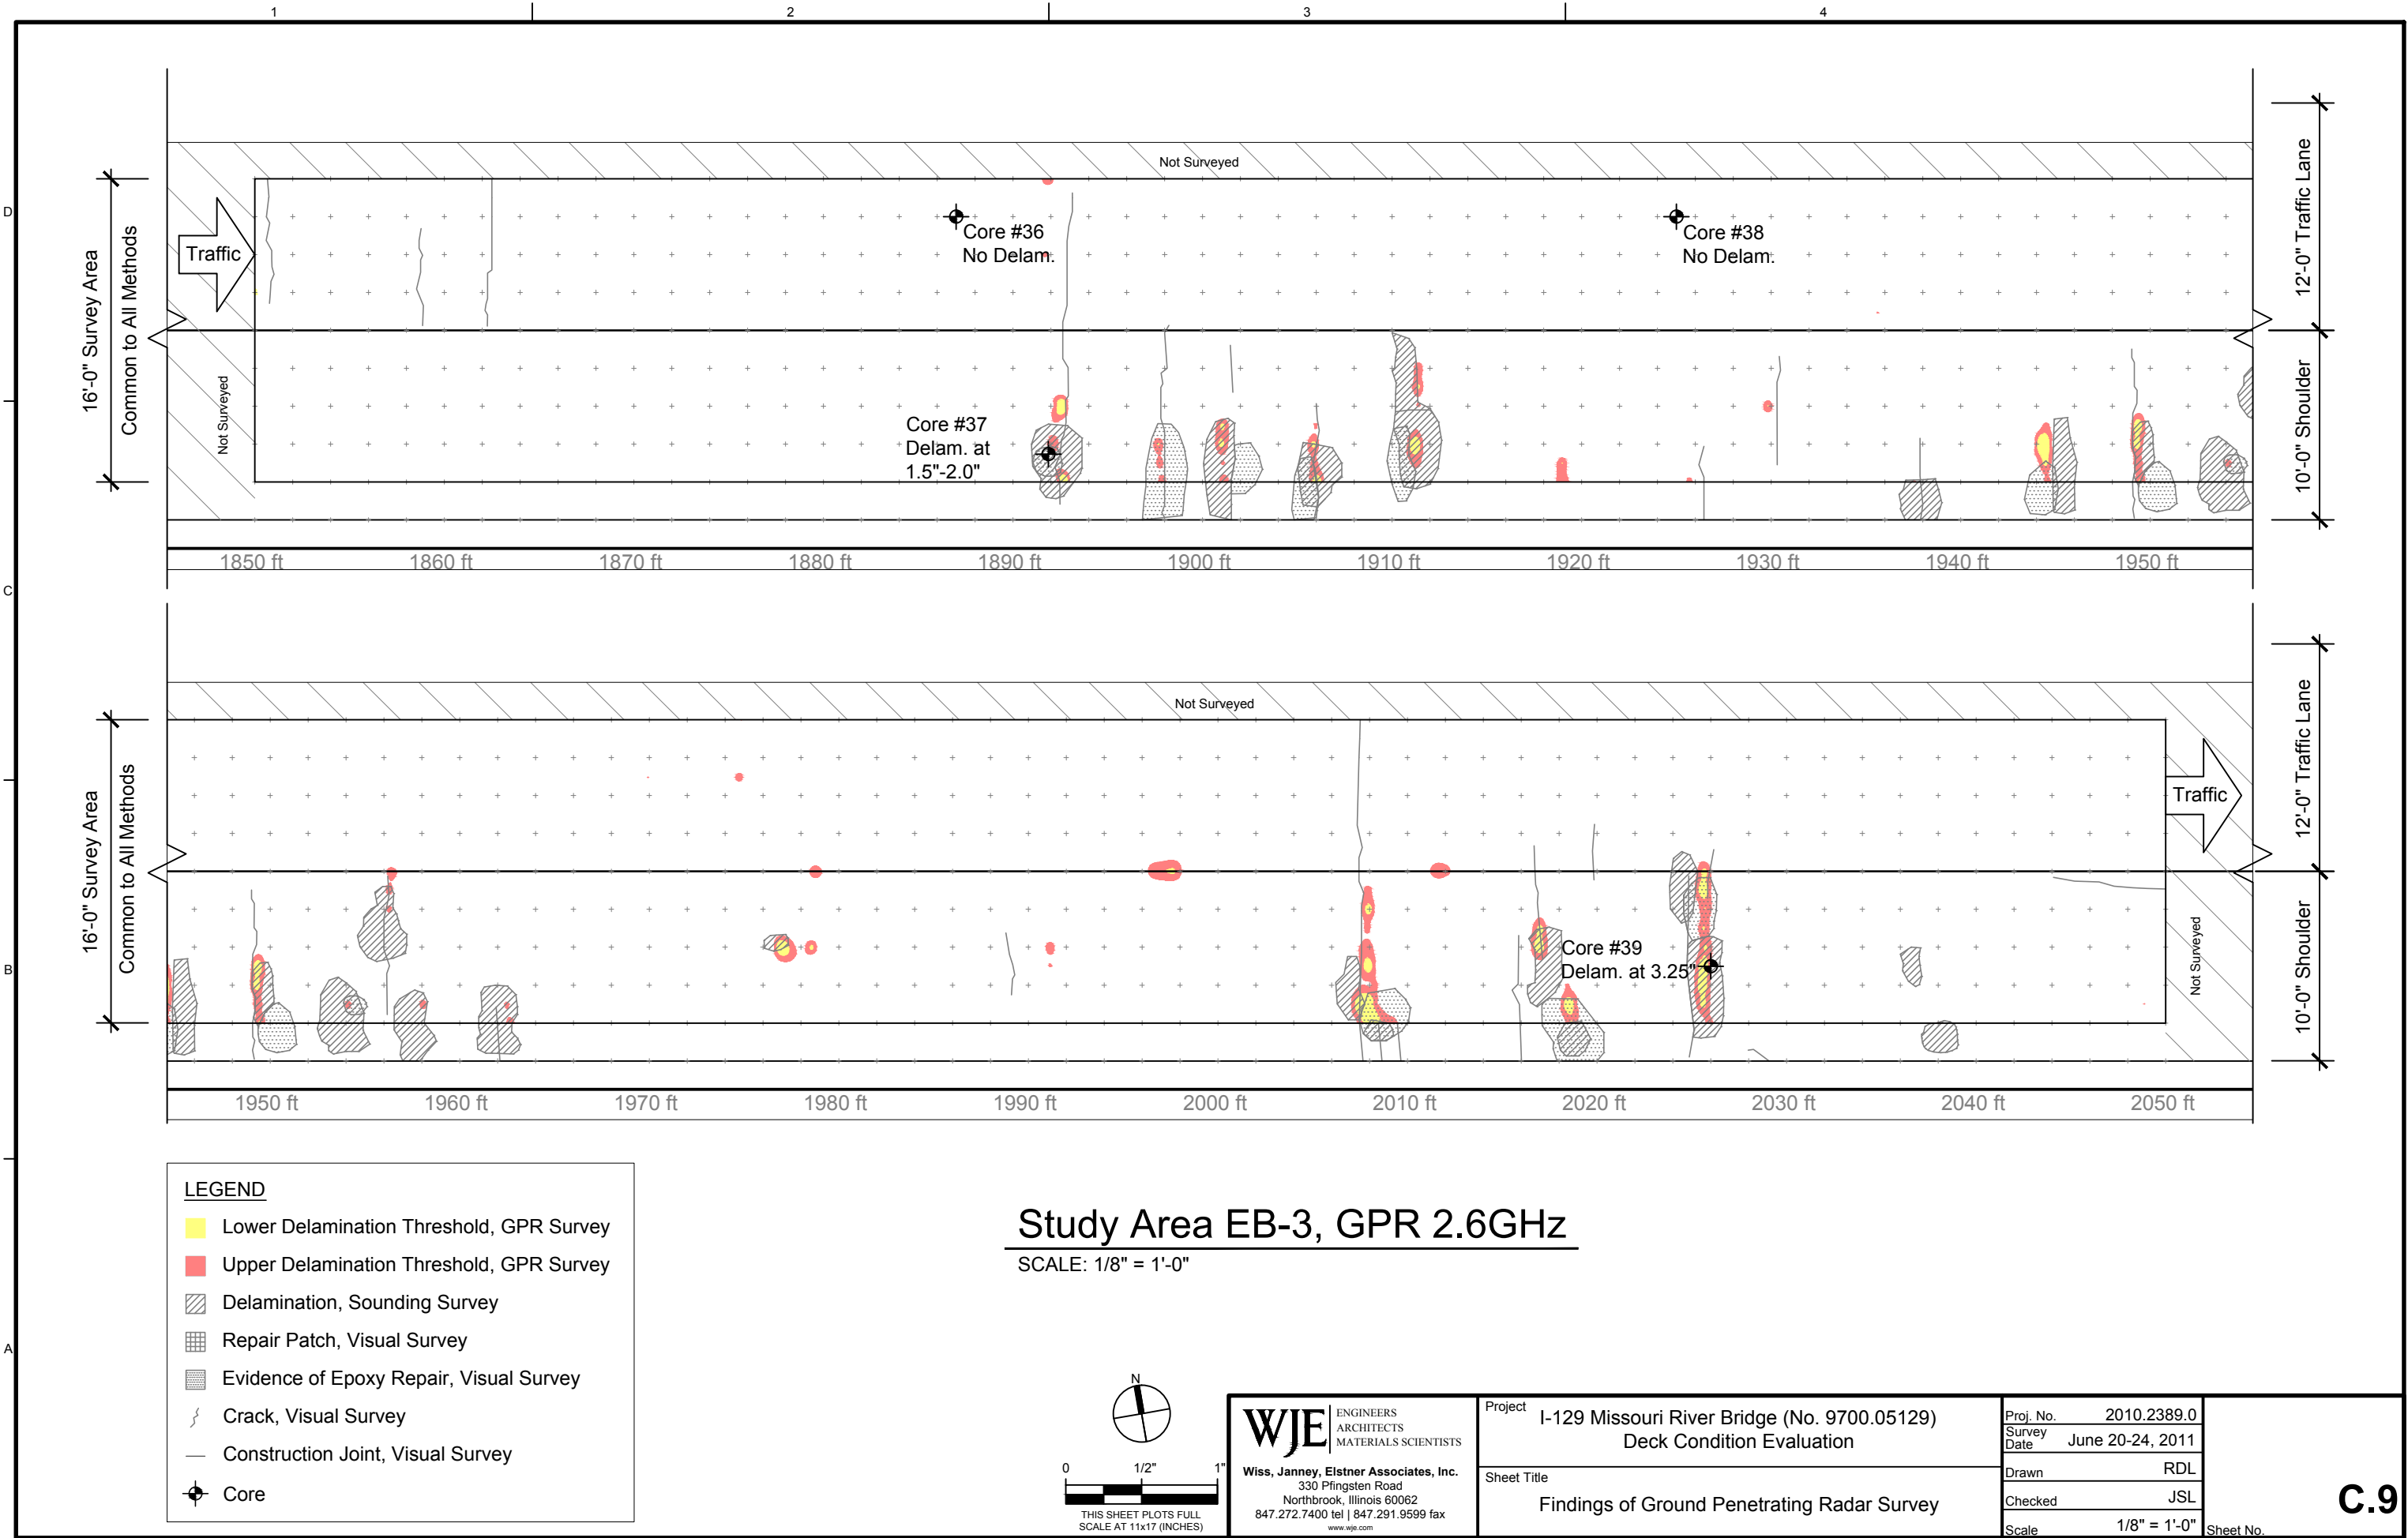 1
2
3
4
D
C
B
A
Not Surveyed
Traffic
16'-0" Survey Area
Common to All Methods
Not Surveyed
Core #36
No Delam.
Core #38
No Delam.
Core #37
Delam. at
1.5"-2.0"
12'-0" Traffic Lane
10'-0" Shoulder
1850 ft
1860 ft
1870 ft
1880 ft
1890 ft
1900 ft
1910 ft
1920 ft
1930 ft
1940 ft
1950 ft
Not Surveyed
16'-0" Survey Area
Common to All Methods
Traffic
Core #39
Delam. at 3.25"
Not Surveyed
12'-0" Traffic Lane
10'-0" Shoulder
1950 ft
1960 ft
1970 ft
1980 ft
1990 ft
2000 ft
2010 ft
2020 ft
2030 ft
2040 ft
2050 ft
LEGEND
Lower Delamination Threshold, GPR Survey
Upper Delamination Threshold, GPR Survey
Delamination, Sounding Survey
Repair Patch, Visual Survey
Evidence of Epoxy Repair, Visual Survey
Crack, Visual Survey
Construction Joint, Visual Survey
Core
Study Area EB-3, GPR 2.6GHz
SCALE: 1/8" = 1'-0"
N
0 1/2" 1"
THIS SHEET PLOTS FULL
SCALE AT 11x17 (INCHES)
WJE
ENGINEERS
ARCHITECTS
MATERIALS SCIENTISTS
Wiss, Janney, Elstner Associates, Inc.
330 Pfingsten Road
Northbrook, Illinois 60062
847.272.7400 tel | 847.291.9599 fax
www.wje.com
Project
I-129 Missouri River Bridge (No. 9700.05129)
Deck Condition Evaluation
Sheet Title
Findings of Ground Penetrating Radar Survey
Proj. No. 2010.2389.0
Survey Date June 20-24, 2011
Drawn RDL
Checked JSL
Scale 1/8" = 1'-0"
Sheet No.
C.9